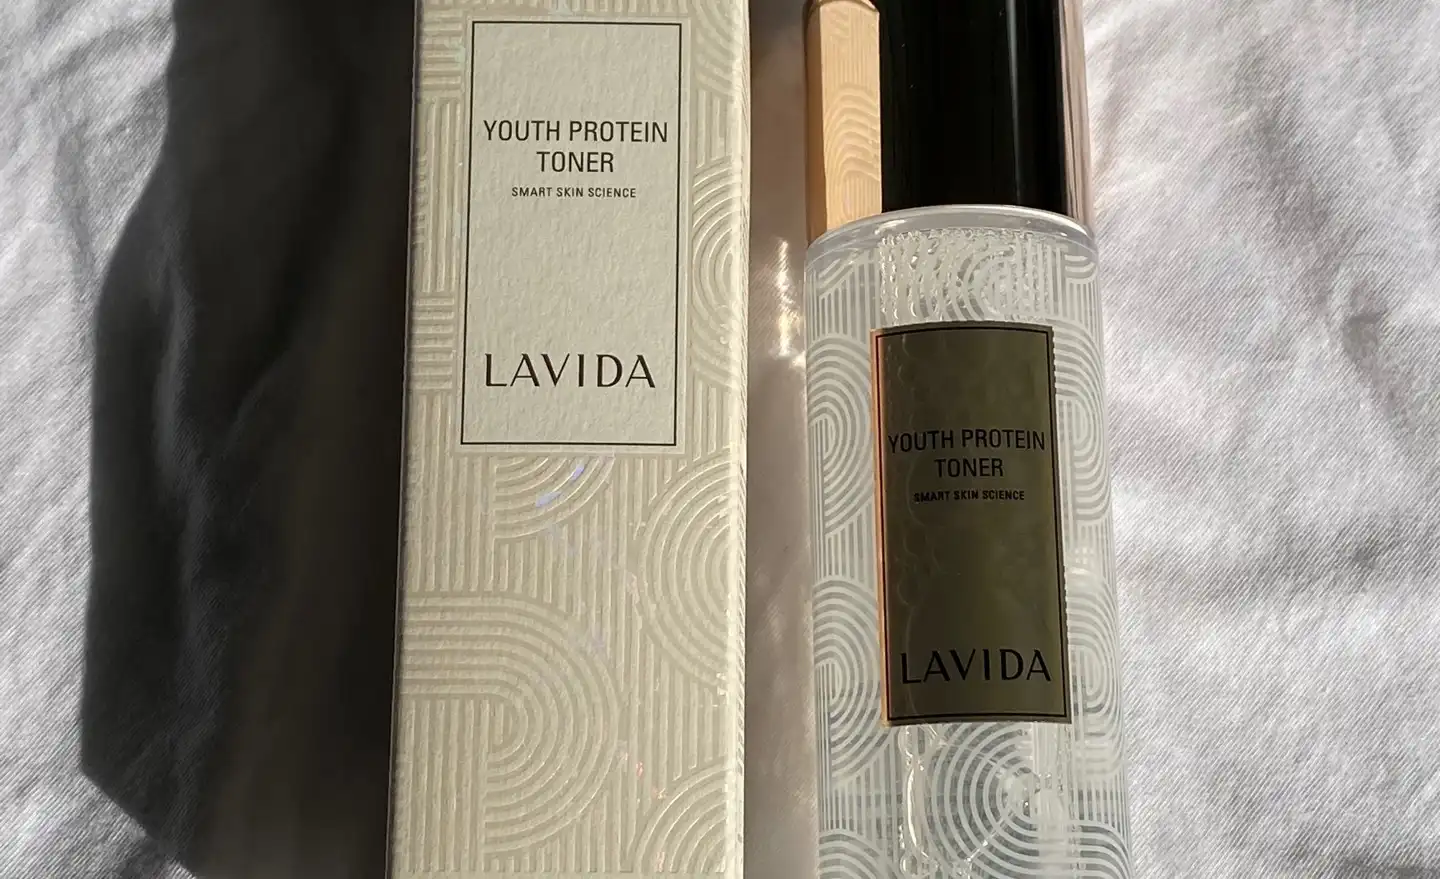 YOUTH PROTEIN
TONER
SMART SKIN SCIENCE
LAVIDA
YOUTH PROTEIN
TONER
SMART SKIN SCIENCE
LAVIDA